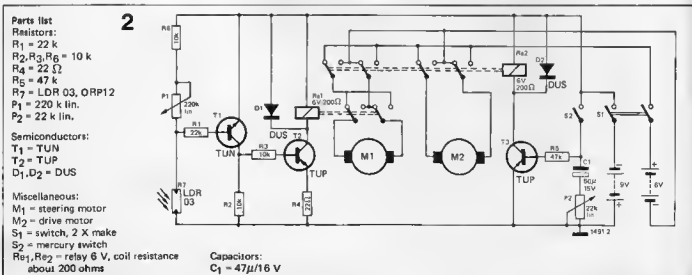 Parts list
Resistors:
R1 = 22 k
R2,R3,R6 = 10 k
R4 = 22 Ω
R5 = 47 k
R7 = LDR 03, ORP12
P1 = 220 k lin.
P2 = 22 k lin.
Semiconductors:
T1 = TUN
T2 = TUP
D1,D2 = DUS
Miscellaneous:
M1 = steering motor
M2 = drive motor
S1 = switch, 2 X make
S2 = mercury switch
Re1,Re2 = relay 6 V, coil resistance
about 200 ohms
2
R6
10k
P1
220k
lin
R1
22k
R7
LDR
03
T1
TUN
R2
10k
R3
10k
D1
DUS
Re1
6V/200Ω
T2
TUP
R4
22Ω
M1
M2
Re2
6V
200Ω
D2
DUS
T3
TUP
R5
47k
S2
C1
50µ
15V
P2
22k
lin
S1
9V
6V
1491 2
Capacitors:
C1 = 47µ/16 V